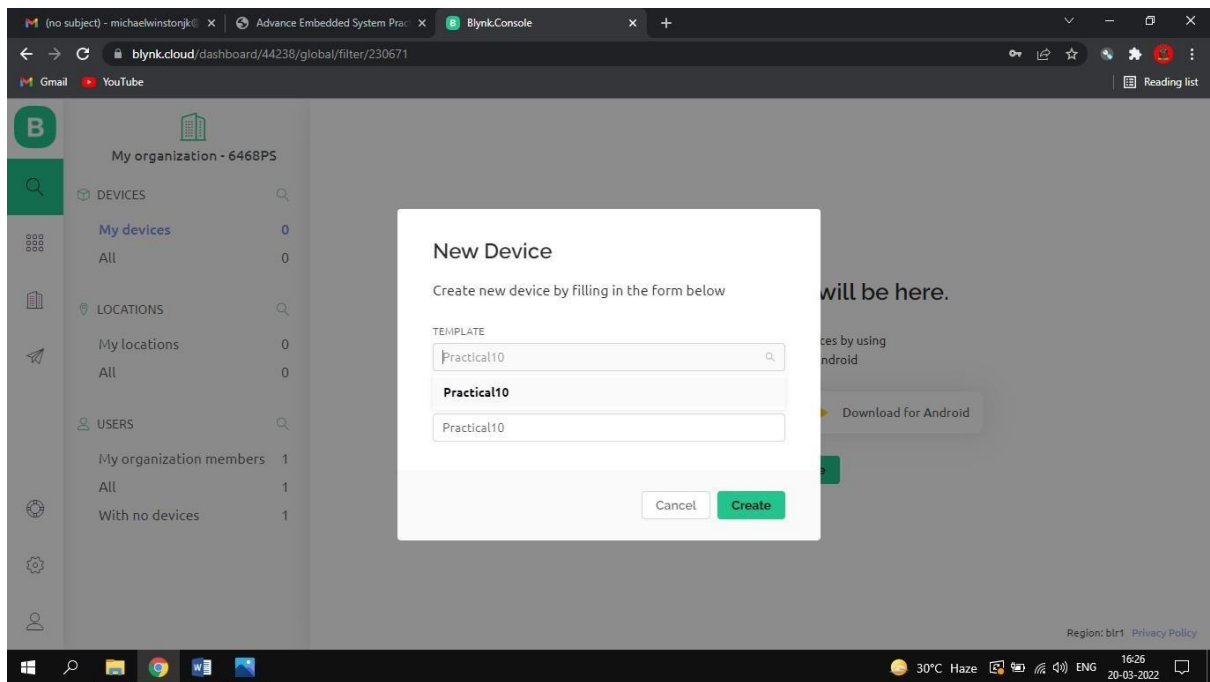 (no subject) - michaelwinstonjk
Advance Embedded System Prac
Blynk.Console
blynk.cloud/dashboard/44238/global/filter/230671
Gmail
YouTube
Reading list
B
My organization - 6468PS
DEVICES
My devices 0
All 0
LOCATIONS
My locations 0
All 0
USERS
My organization members 1
All 1
With no devices 1
New Device
Create new device by filling in the form below
TEMPLATE
Practical10
Practical10
Practical10
Cancel
Create
will be here.
ces by using
ndroid
Download for Android
Region: blr1 Privacy Policy
30°C Haze
ENG
16:26
20-03-2022